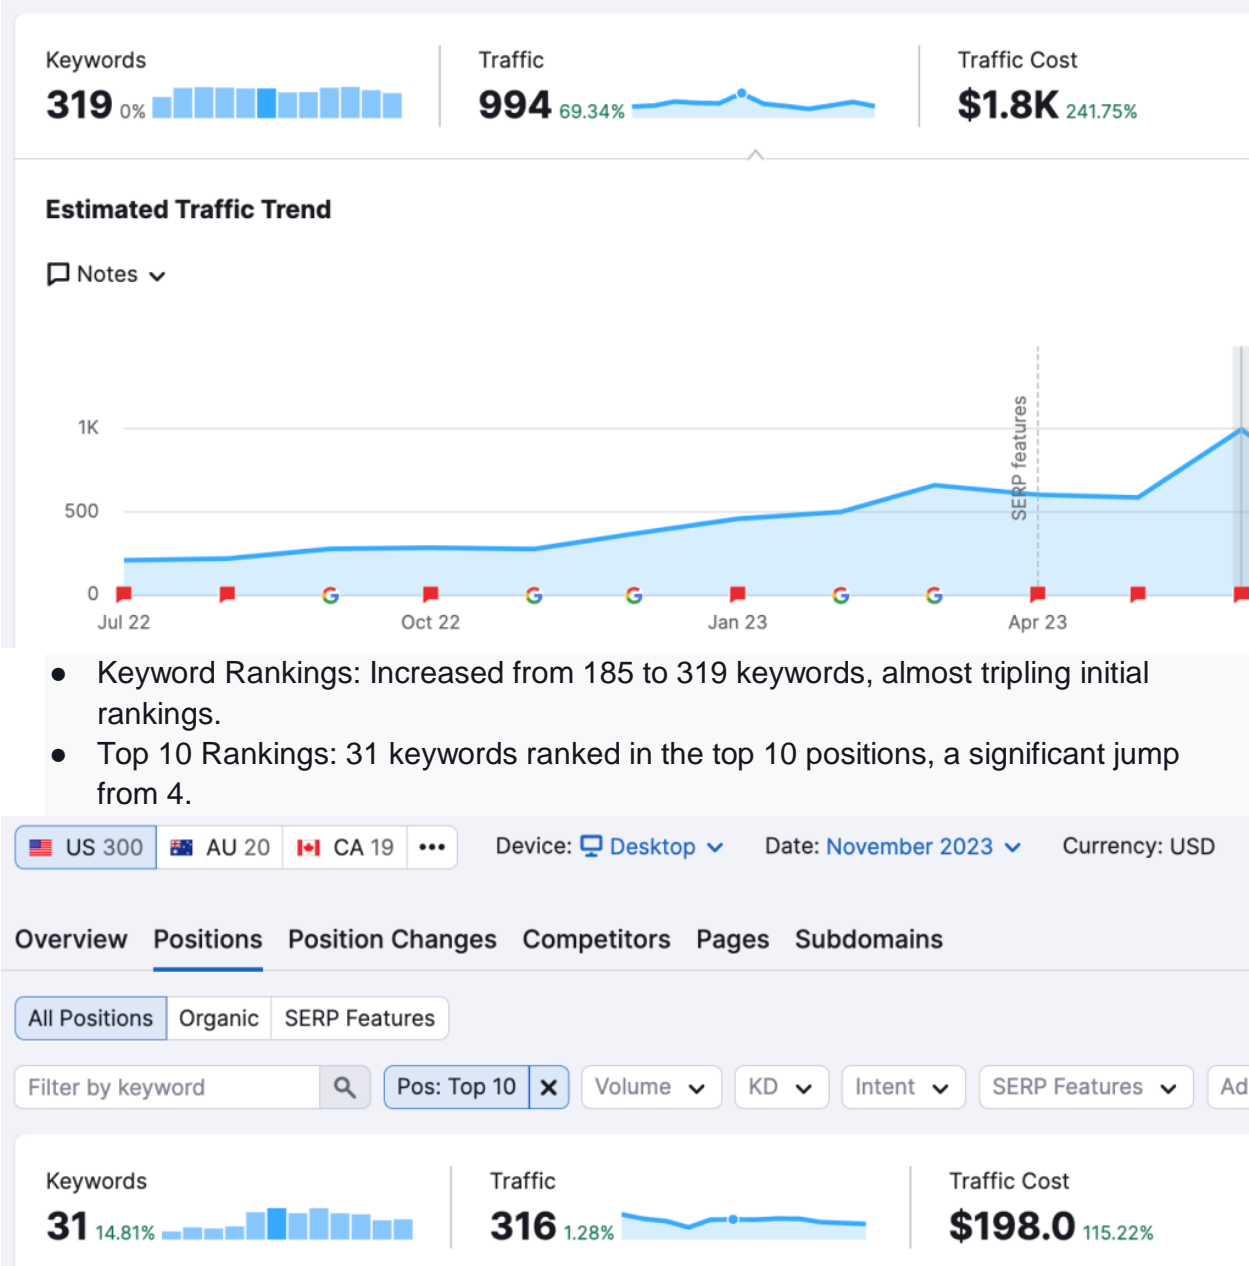 Keywords
Traffic
Traffic Cost
319 0%
994 69.34%
$1.8K 241.75%
Estimated Traffic Trend
Notes
SERP features
1K
500
0
Jul 22
Oct 22
Jan 23
Apr 23
● Keyword Rankings: Increased from 185 to 319 keywords, almost tripling initial
rankings.
● Top 10 Rankings: 31 keywords ranked in the top 10 positions, a significant jump
from 4.
US 300 AU 20 CA 19 ••• Device: Desktop Date: November 2023 Currency: USD
Overview Positions Position Changes Competitors Pages Subdomains
All Positions Organic SERP Features
Filter by keyword Pos: Top 10 Volume KD Intent SERP Features Ad
Keywords
Traffic
Traffic Cost
31 14.81%
316 1.28%
$198.0 115.22%